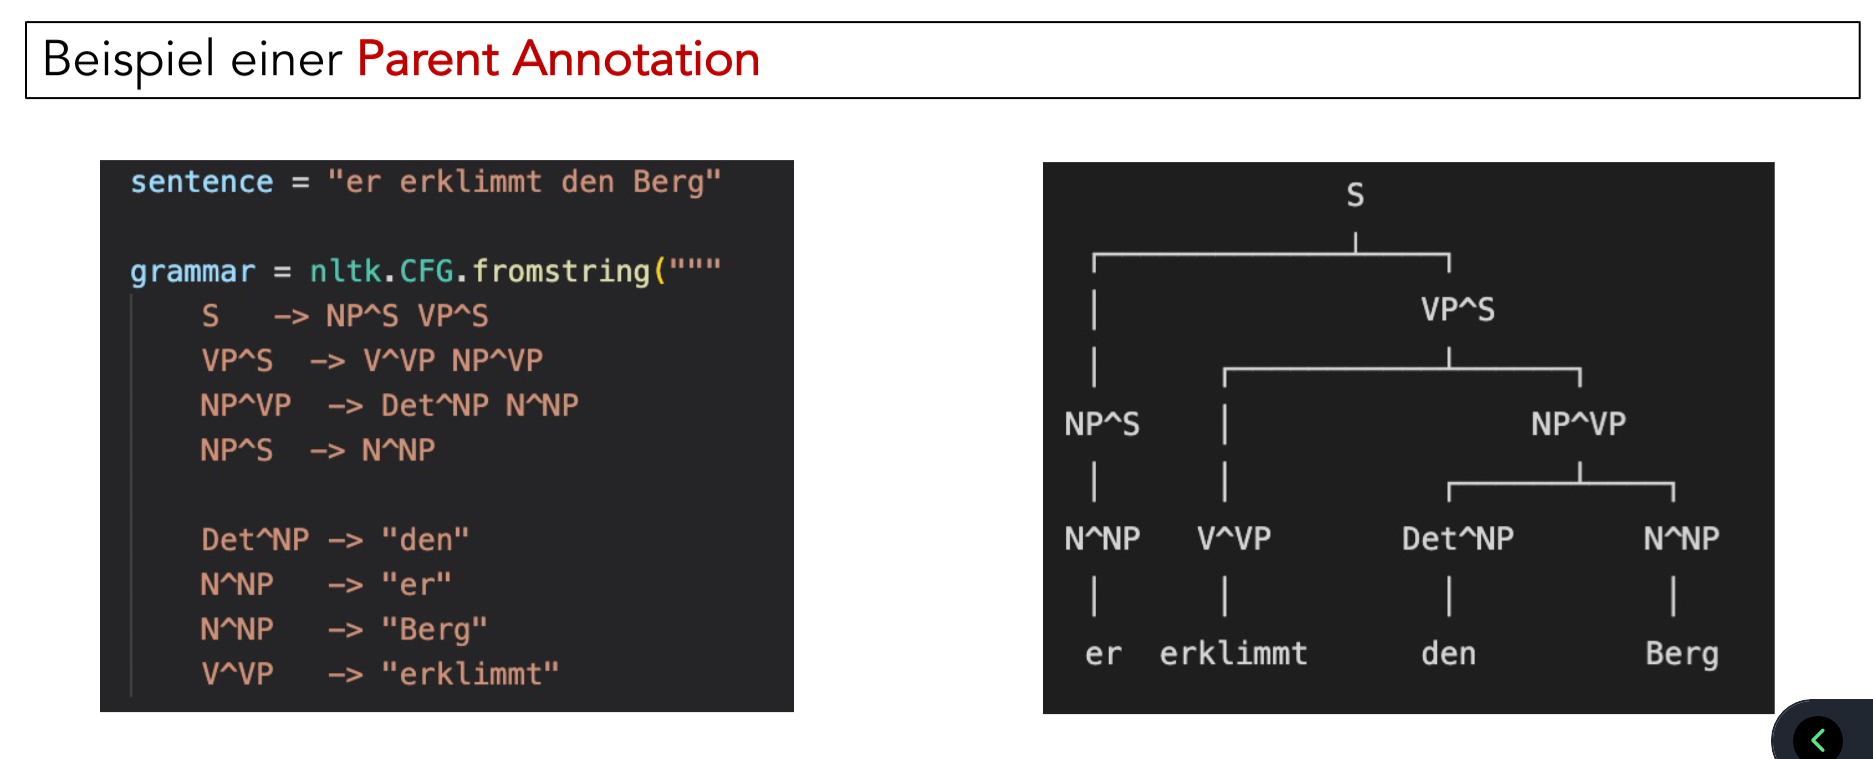 Beispiel einer Parent Annotation
sentence = "er erklimmt den Berg"
grammar = nltk.CFG.fromstring("""
S -> NP^S VP^S
VP^S -> V^VP NP^VP
NP^VP -> Det^NP N^NP
NP^S -> N^NP
Det^NP -> "den"
N^NP -> "er"
N^NP -> "Berg"
V^VP -> "erklimmt"
S
VP^S
NP^S NP^VP
N^NP V^VP Det^NP N^NP
er erklimmt den Berg